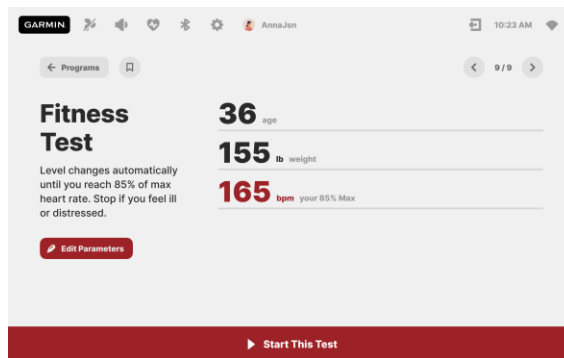 GARMIN. AnnaJsn 10:23 AM
Programs 9/9
Fitness
Test
Level changes automatically
until you reach 85% of max
heart rate. Stop if you feel ill
or distressed.
Edit Parameters
36 age
155 lb weight
165 bpm your 85% Max
Start This Test